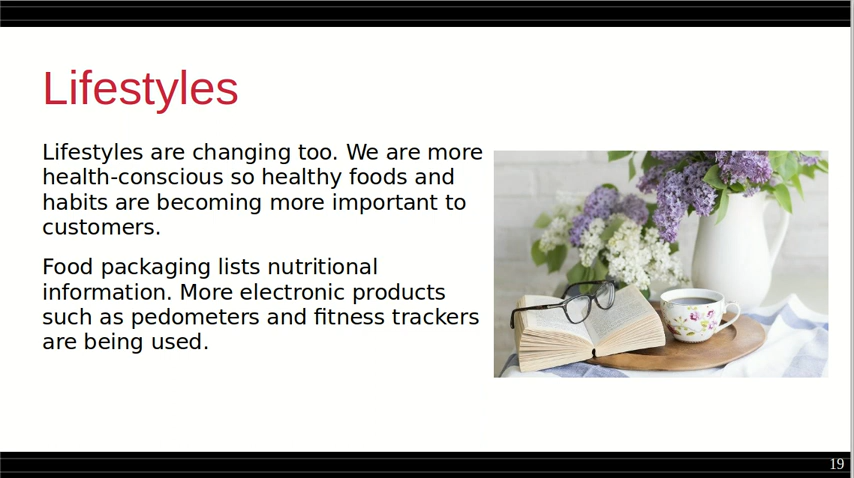 Lifestyles
Lifestyles are changing too. We are more
health-conscious so healthy foods and
habits are becoming more important to
customers.
Food packaging lists nutritional
information. More electronic products
such as pedometers and fitness trackers
are being used.
19